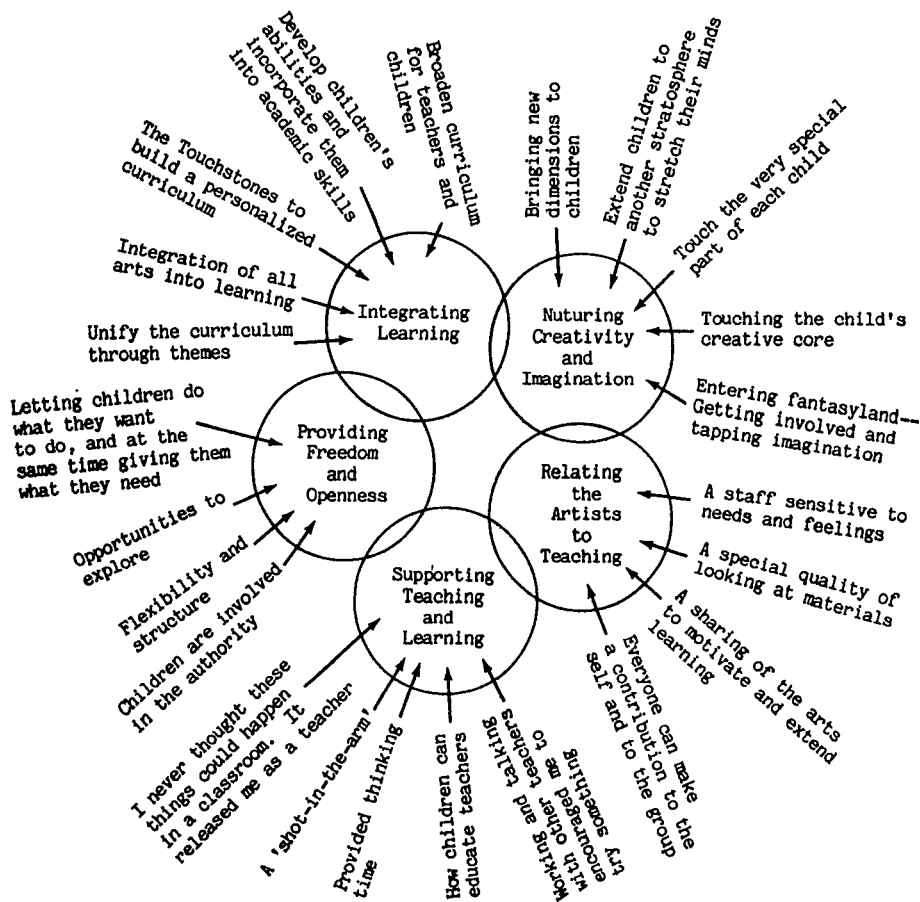 Develop children's
abilities and
incorporate them
into academic skills
Broaden curriculum
for teachers and
children
The Touchstones to
build a personalized
curriculum
Integration of all
arts into learning
Unify the curriculum
through themes
Integrating
Learning
Bringing new
dimensions to
children
Extend children to
another stratosphere
to stretch their minds
Touch the very special
part of each child
Touching the child's
creative core
Entering fantasyland--
Getting involved and
tapping imagination
Nuturing
Creativity
and
Imagination
Letting children do
what they want
to do, and at the
same time giving them
what they need
Opportunities to
explore
Flexibility and
structure
Children are involved
in the authority
Providing
Freedom
and
Openness
Relating
the
Artists
to
Teaching
A staff sensitive to
needs and feelings
A special quality of
looking at materials
A sharing of the arts
to motivate and extend
learning
Everyone can make
a contribution to the
self and to the group
Supporting
Teaching
and
Learning
I never thought these
things could happen
in a classroom. It
released me as a teacher
A 'shot-in-the-arm'
Provided thinking
time
How children can
educate teachers
Working and talking
with other teachers
encouraged me to
try something